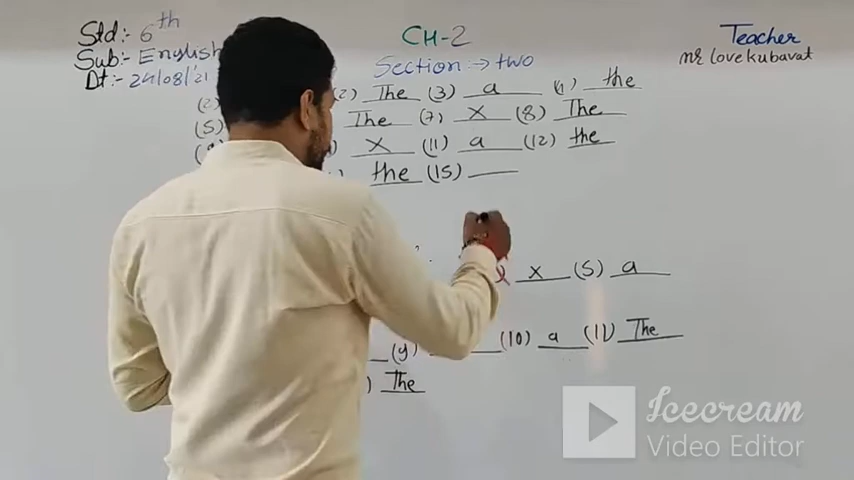 Std:- 6th CH-2 Teacher
Sub:- English Section:-> two mr lovekubavat
Dt:- 24/08/21
(2) The (3) a (4) the
(5) The (7) X (8) The
X (11) a (12) the
the (15)
X (5) a
(9) (10) a (11) The
) The
Icecream
Video Editor